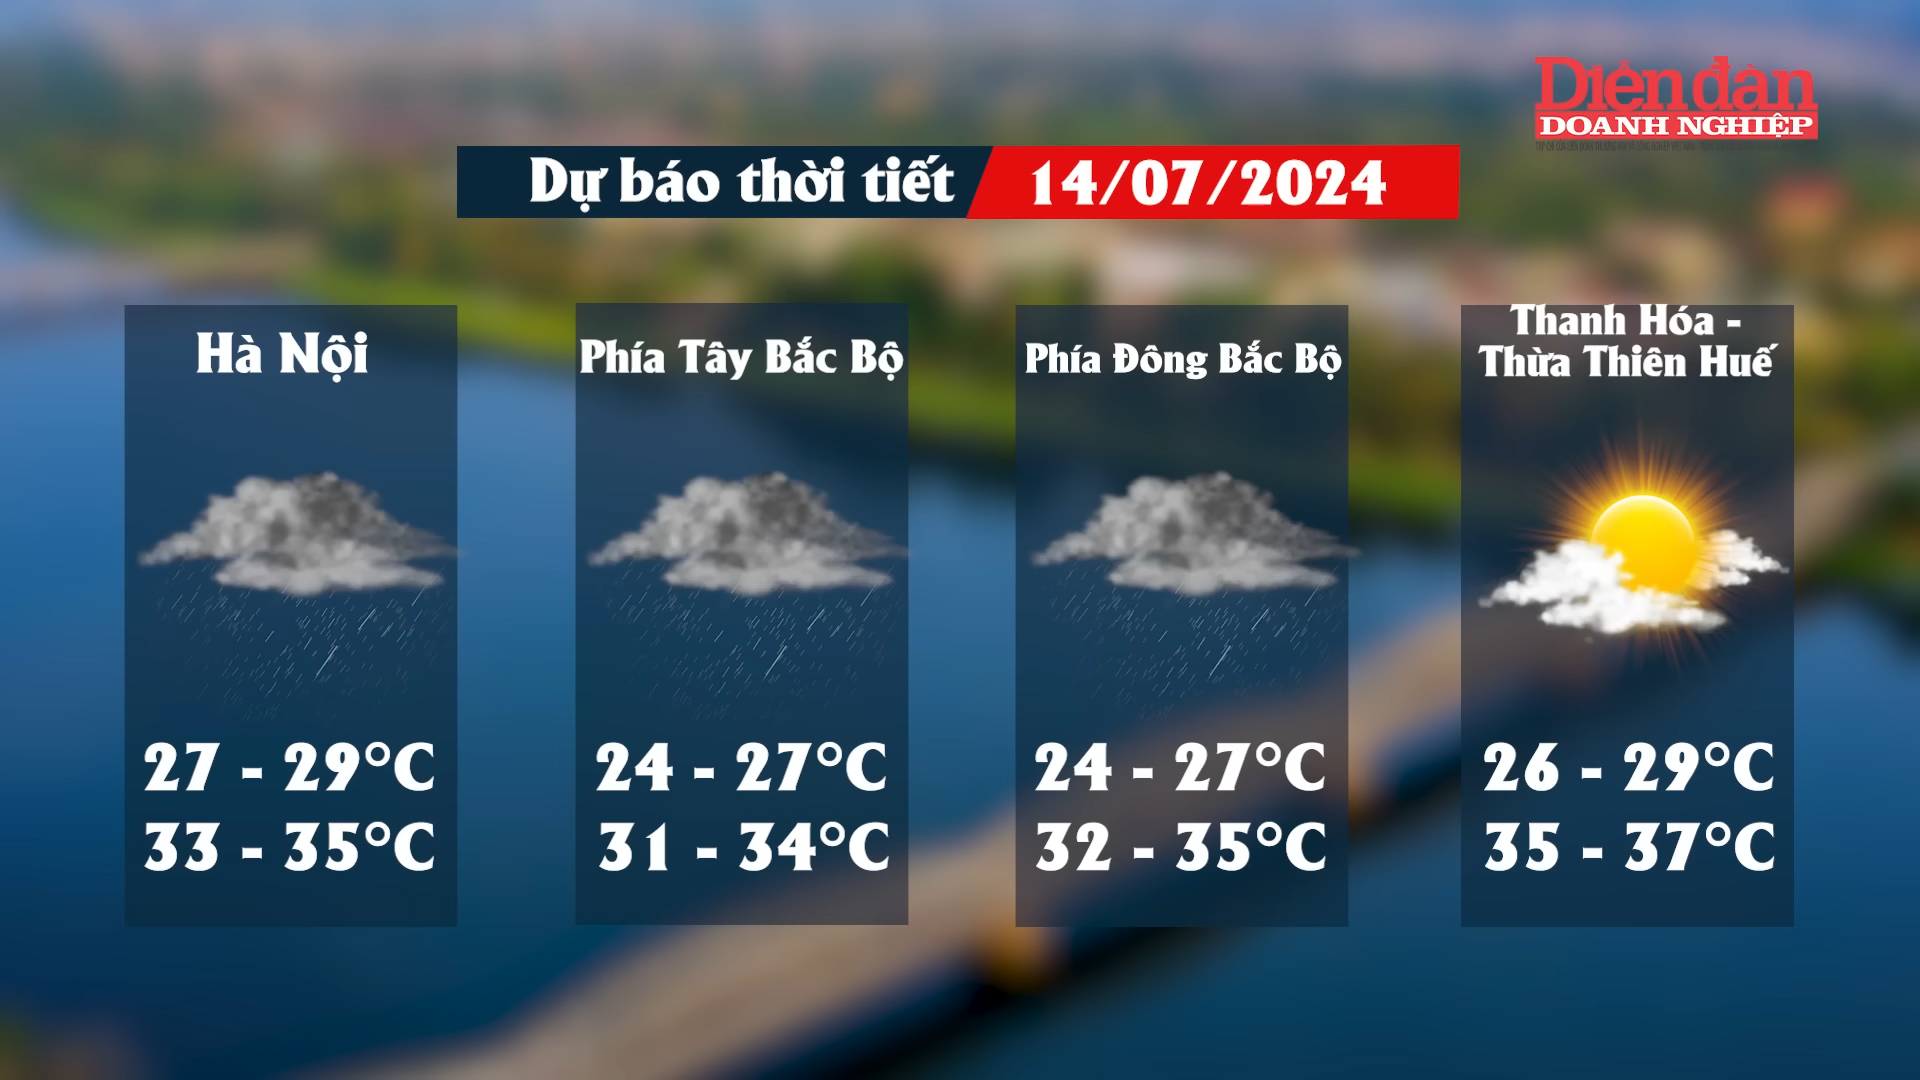 Diễn đàn
DOANH NGHIỆP
Dự báo thời tiết 14/07/2024
Hà Nội
27 - 29°C
33 - 35°C
Phía Tây Bắc Bộ
24 - 27°C
31 - 34°C
Phía Đông Bắc Bộ
24 - 27°C
32 - 35°C
Thanh Hóa -
Thừa Thiên Huế
26 - 29°C
35 - 37°C